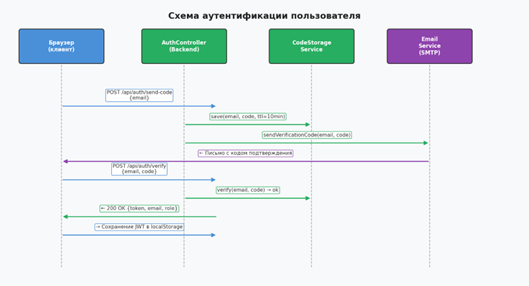 Схема аутентификации пользователя
Браузер
(клиент)
AuthController
(Backend)
CodeStorage
Service
Email
Service
(SMTP)
POST /api/auth/send-code
{email}
save(email, code, ttl=10min)
sendVerificationCode(email, code)
← Письмо с кодом подтверждения
POST /api/auth/verify
{email, code}
verify(email, code) → ok
← 200 OK {token, email, role}
→ Сохранение JWT в localStorage